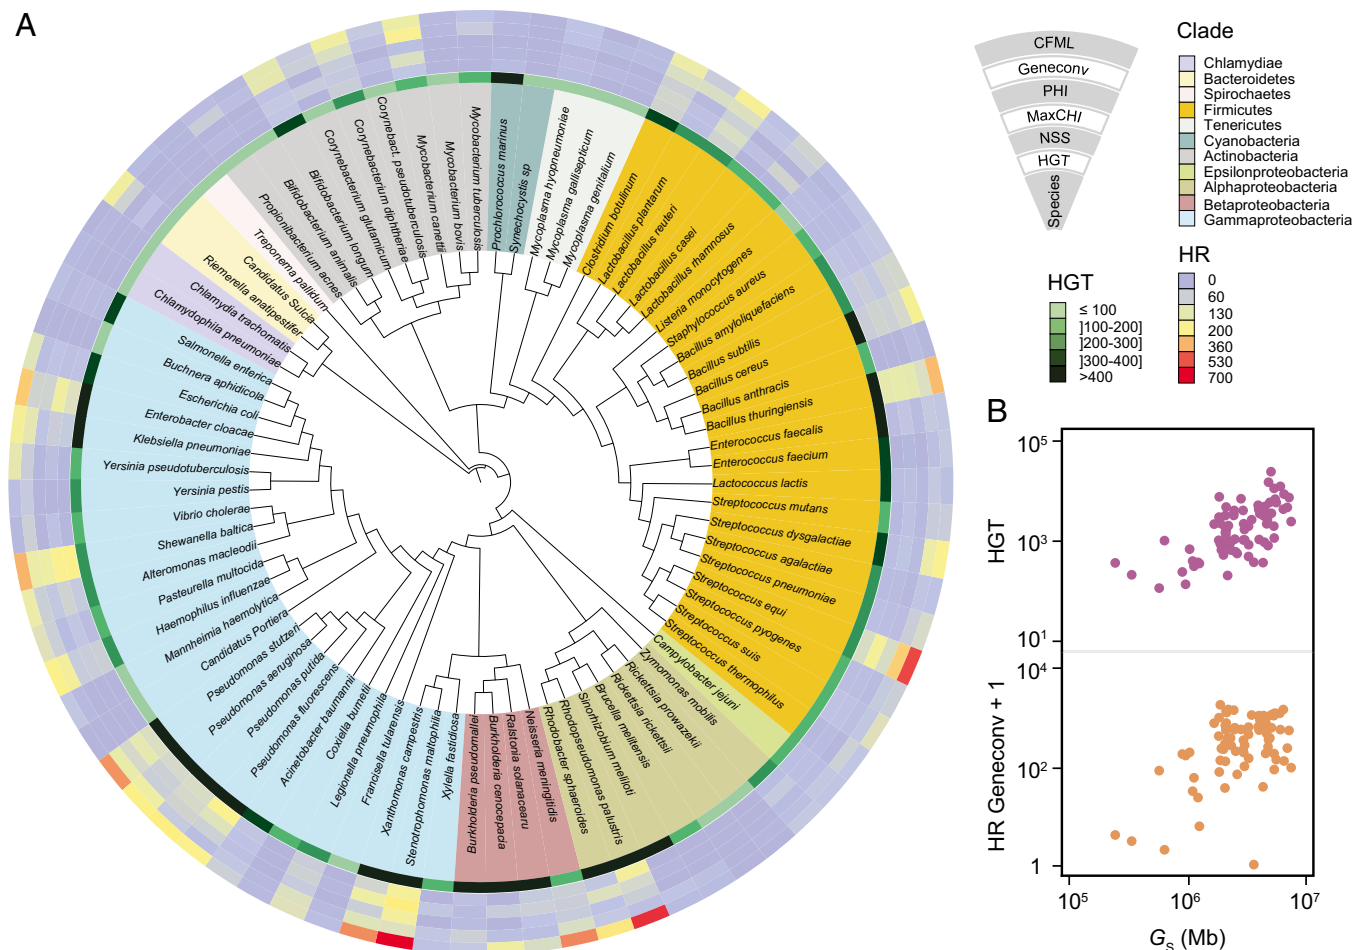 A
CFML
Geneconv
PHI
MaxCHI
NSS
HGT
Species
Clade
Chlamydiae
Bacteroidetes
Spirochaetes
Firmicutes
Tenericutes
Cyanobacteria
Actinobacteria
Epsilonproteobacteria
Alphaproteobacteria
Betaproteobacteria
Gammaproteobacteria
HGT
≤ 100
]100-200]
]200-300]
]300-400]
>400
HR
0
60
130
200
360
530
700
Prochlorococcus marinus
Synechocystis sp
Mycoplasma hyopneumoniae
Mycoplasma gallisepticum
Mycoplasma genitalium
Clostridium botulinum
Lactobacillus plantarum
Lactobacillus reuteri
Lactobacillus casei
Lactobacillus rhamnosus
Listeria monocytogenes
Staphylococcus aureus
Bacillus amyloliquefaciens
Bacillus subtilis
Bacillus cereus
Bacillus anthracis
Bacillus thuringiensis
Enterococcus faecalis
Enterococcus faecium
Lactococcus lactis
Streptococcus mutans
Streptococcus dysgalactiae
Streptococcus agalactiae
Streptococcus pneumoniae
Streptococcus equi
Streptococcus pyogenes
Streptococcus suis
Streptococcus thermophilus
Campylobacter jejuni
Zymomonas mobilis
Rickettsia prowazekii
Rickettsia rickettsii
Brucella melitensis
Sinorhizobium meliloti
Rhodopseudomonas palustris
Rhodobacter sphaeroides
Neisseria meningitidis
Ralstonia solanacearu
Burkholderia cenocepacia
Burkholderia pseudomallei
Xylella fastidiosa
Stenotrophomonas maltophilia
Xanthomonas campestris
Francisella tularensis
Legionella pneumophila
Coxiella burnetii
Acinetobacter baumannii
Pseudomonas fluorescens
Pseudomonas putida
Pseudomonas aeruginosa
Pseudomonas stutzeri
Candidatus Portiera
Mannheimia haemolytica
Haemophilus influenzae
Pasteurella multocida
Alteromonas macleodii
Shewanella baltica
Vibrio cholerae
Yersinia pestis
Yersinia pseudotuberculosis
Klebsiella pneumoniae
Enterobacter cloacae
Escherichia coli
Buchnera aphidicola
Salmonella enterica
Chlamydophila pneumoniae
Chlamydia trachomatis
Riemerella anatipestifer
Candidatus Sulcia
Treponema pallidum
Propionibacterium acnes
Bifidobacterium animalis
Bifidobacterium longum
Corynebacterium glutamicum
Corynebacterium diphtheriae
Corynebact. pseudotuberculosis
Mycobacterium canettii
Mycobacterium bovis
Mycobacterium tuberculosis
B
HGT
10⁵
10³
10¹
HR Geneconv + 1
10⁴
10²
1
10⁵
10⁶
10⁷
Gₛ (Mb)